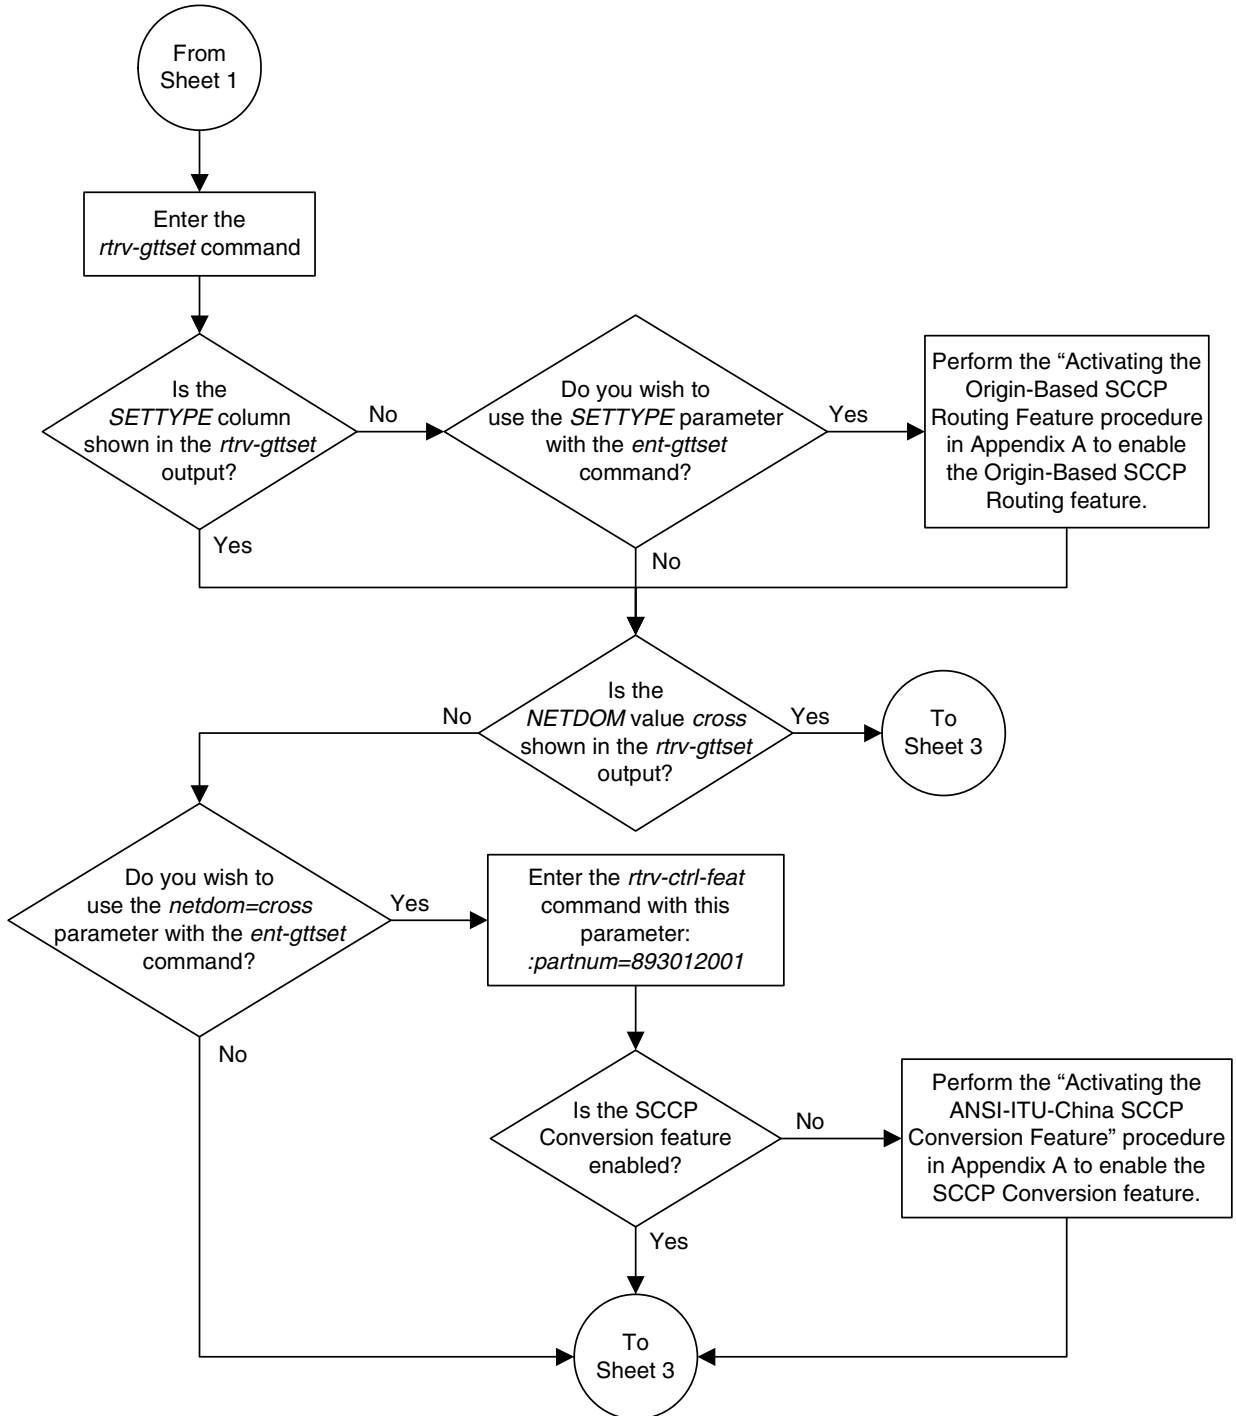 From
Sheet 1
Enter the
rtrv-gttset command
Is the
SETTYPE column
shown in the rtrv-gttset
output?
No
Yes
Do you wish to
use the SETTYPE parameter
with the ent-gttset
command?
Yes
No
Perform the “Activating the
Origin-Based SCCP
Routing Feature procedure
in Appendix A to enable
the Origin-Based SCCP
Routing feature.
Is the
NETDOM value cross
shown in the rtrv-gttset
output?
No
Yes
To
Sheet 3
Do you wish to
use the netdom=cross
parameter with the ent-gttset
command?
Yes
No
Enter the rtrv-ctrl-feat
command with this
parameter:
:partnum=893012001
Is the SCCP
Conversion feature
enabled?
No
Yes
Perform the “Activating the
ANSI-ITU-China SCCP
Conversion Feature” procedure
in Appendix A to enable the
SCCP Conversion feature.
To
Sheet 3